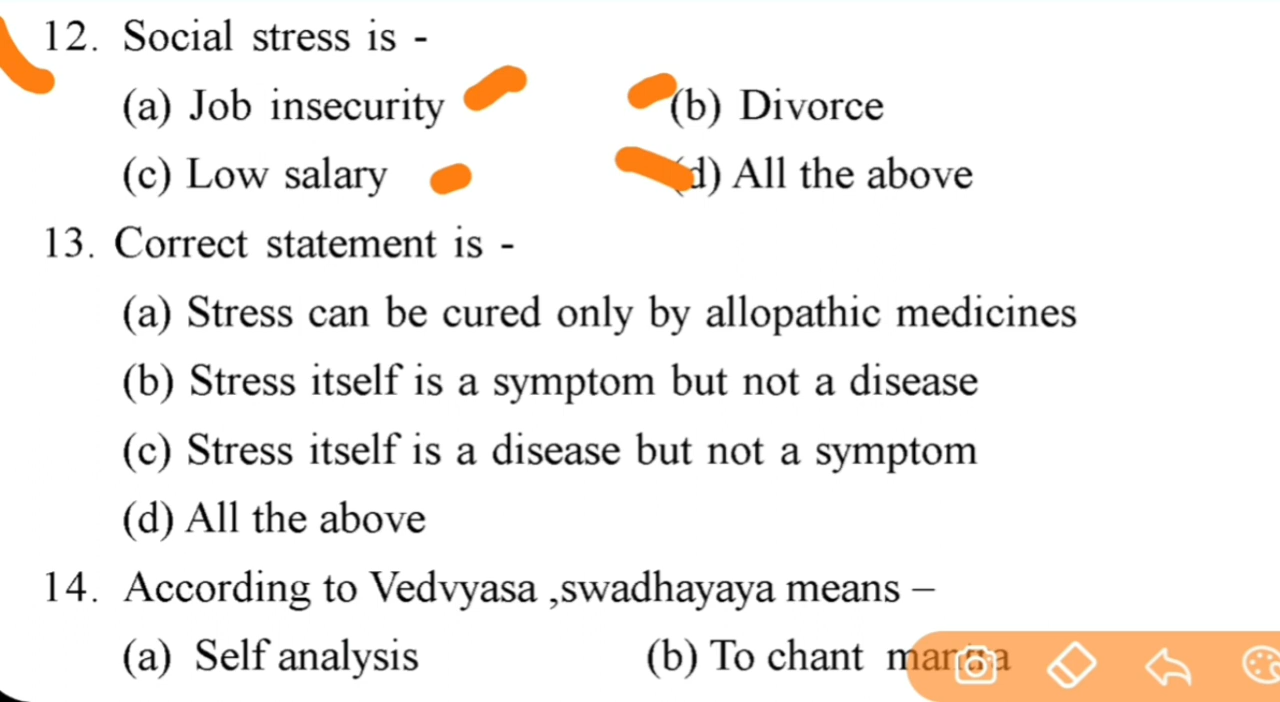 12. Social stress is -
(a) Job insecurity (b) Divorce
(c) Low salary (d) All the above
13. Correct statement is -
(a) Stress can be cured only by allopathic medicines
(b) Stress itself is a symptom but not a disease
(c) Stress itself is a disease but not a symptom
(d) All the above
14. According to Vedvyasa ,swadhayaya means –
(a) Self analysis (b) To chant mantra